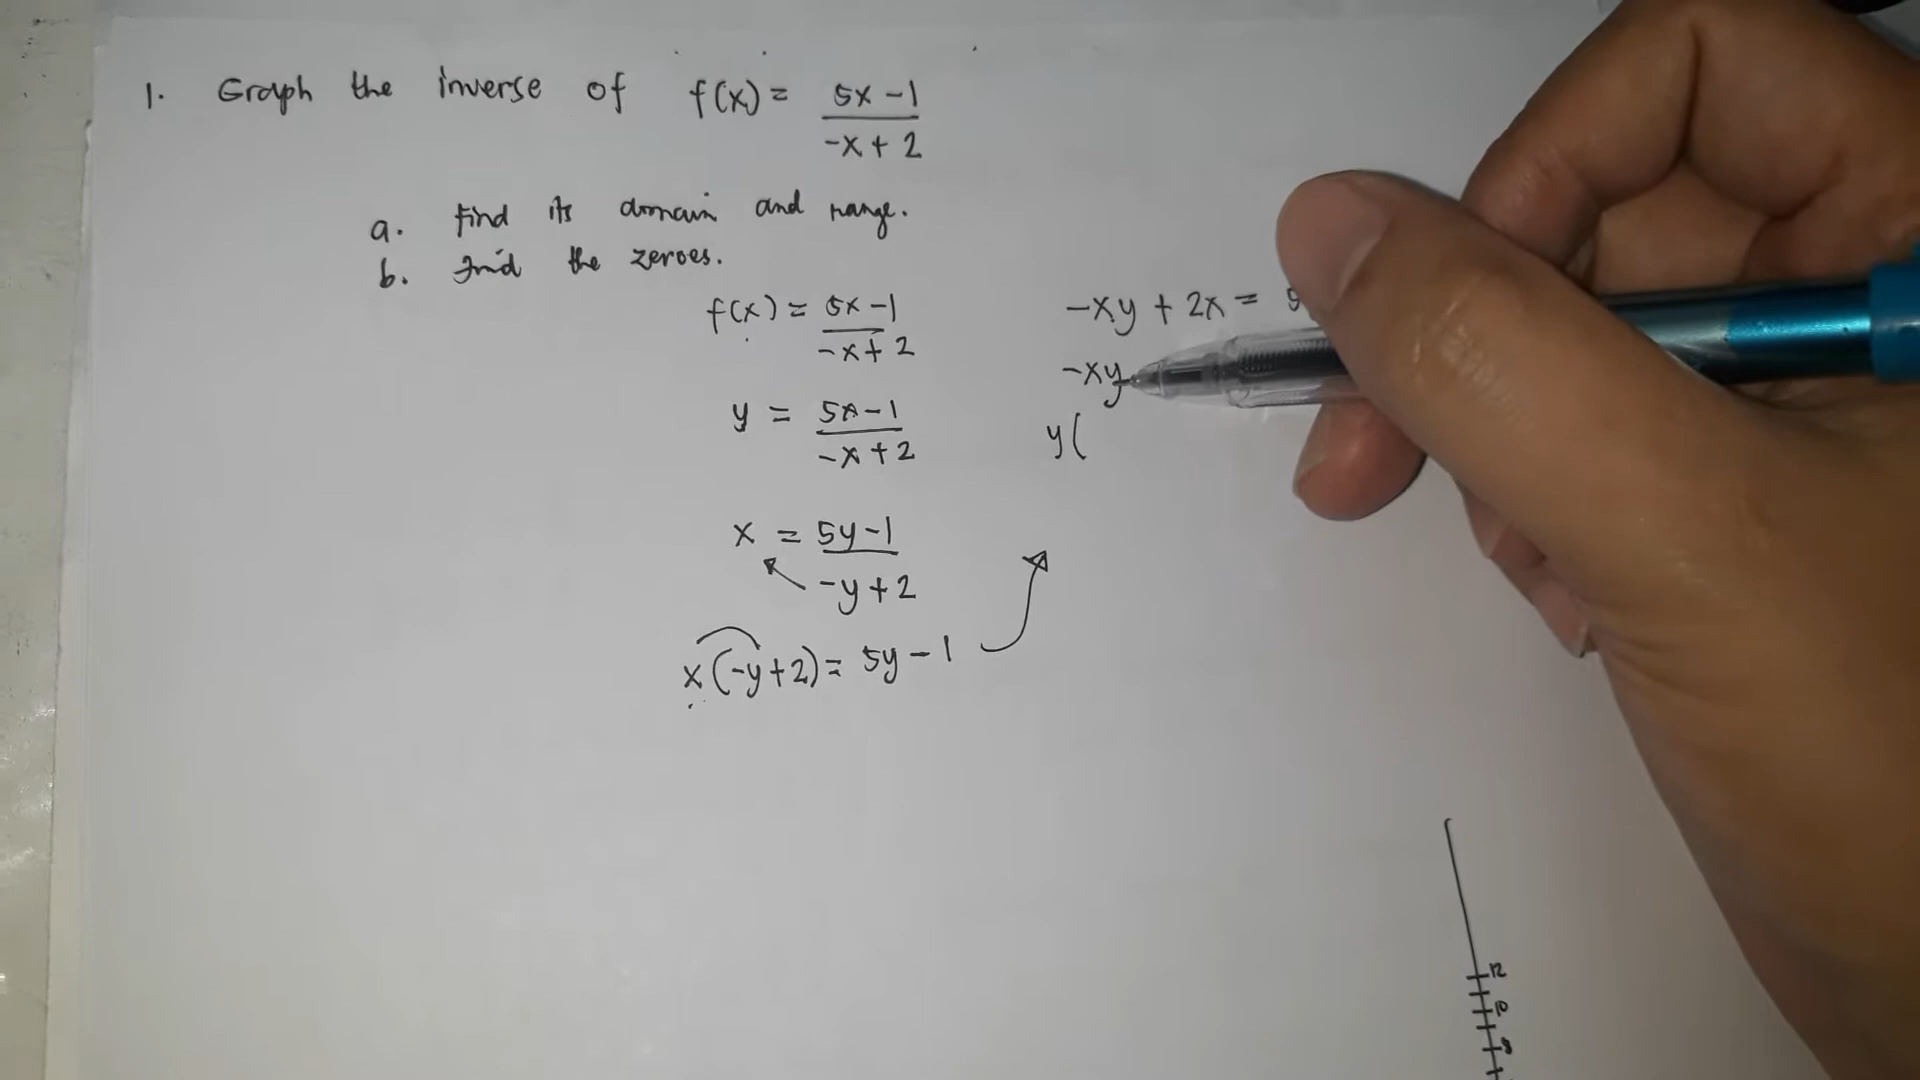 1. Graph the inverse of f(x) = 5x - 1 / -x + 2
a. find its domain and range.
b. find the zeroes.
f(x) = 5x - 1 / -x + 2
y = 5x - 1 / -x + 2
x = 5y - 1 / -y + 2
x(-y + 2) = 5y - 1
-xy + 2x =
-xy
y(
12
10
8